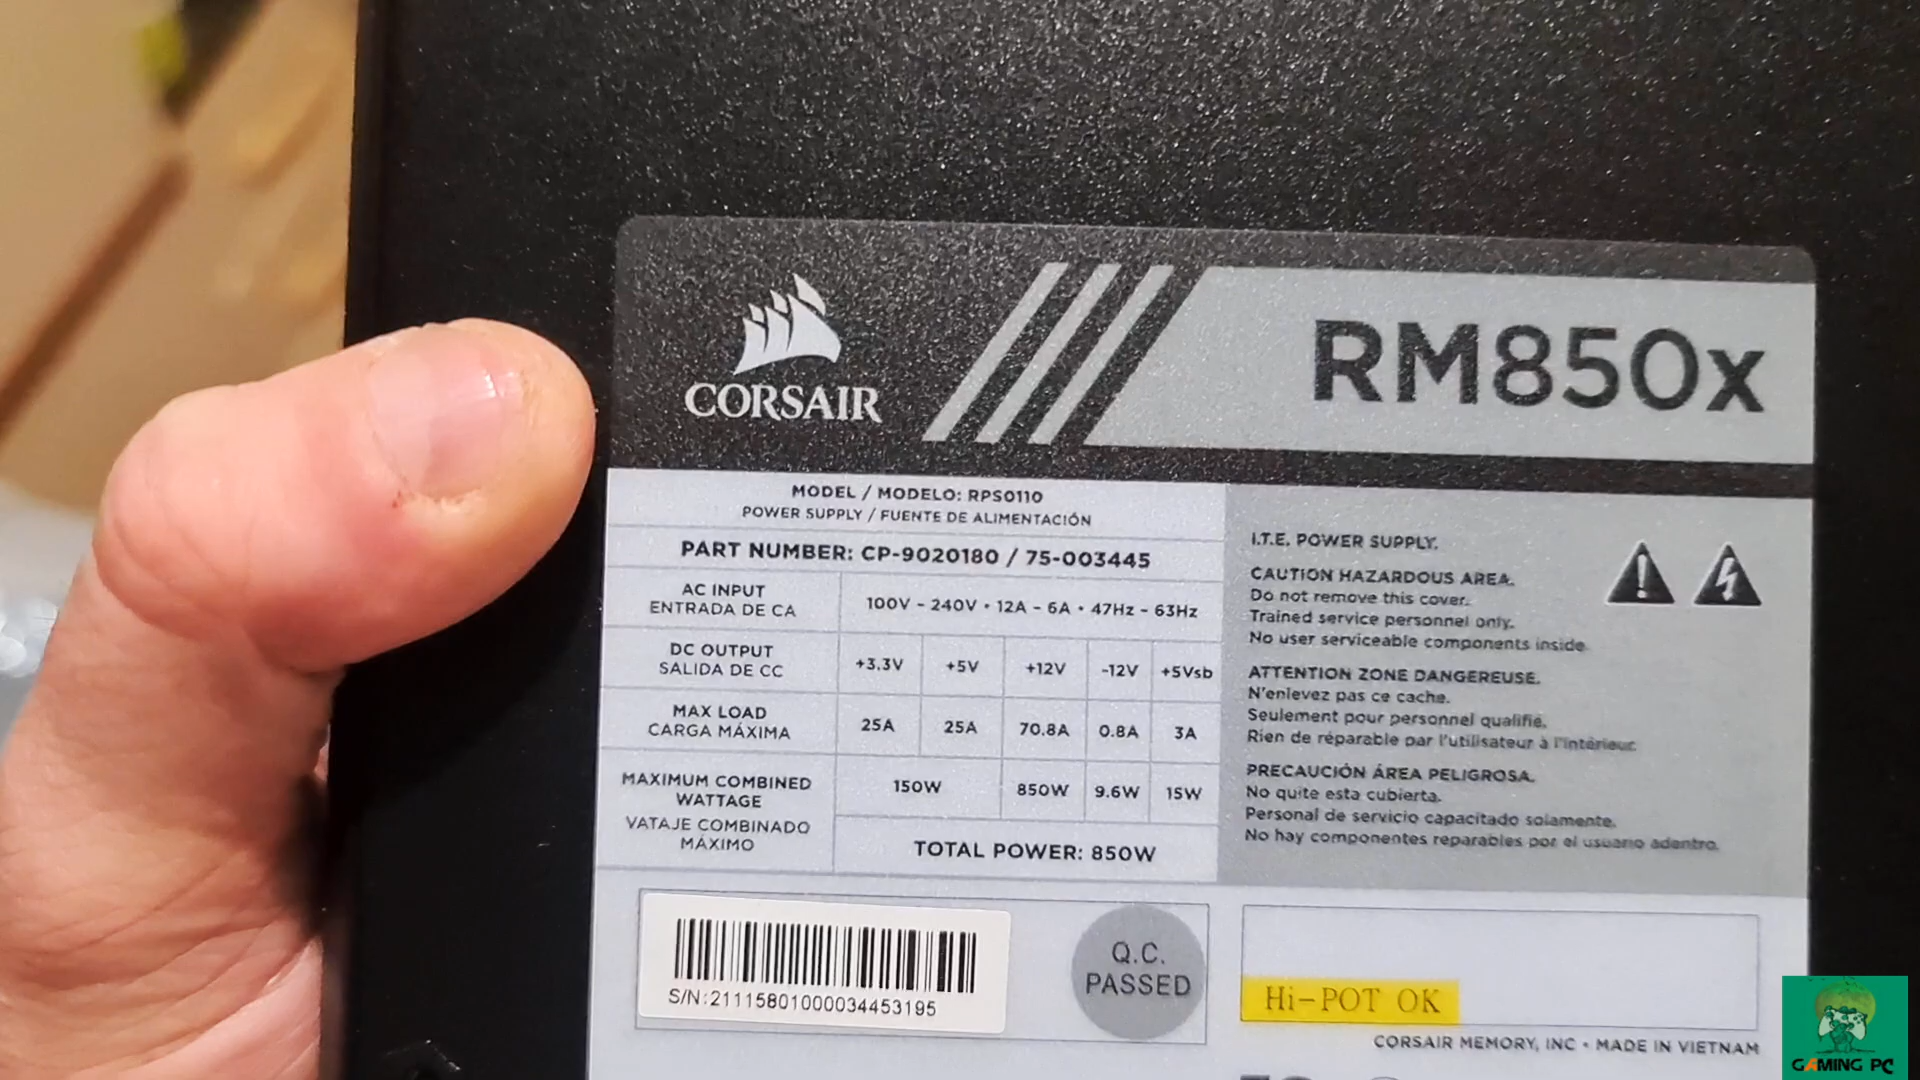 CORSAIR
RM850x
MODEL / MODELO: RPS0110
POWER SUPPLY / FUENTE DE ALIMENTACIÓN
PART NUMBER: CP-9020180 / 75-003445
AC INPUT
ENTRADA DE CA
100V - 240V • 12A - 6A • 47Hz - 63Hz
DC OUTPUT
SALIDA DE CC
+3.3V +5V +12V -12V +5Vsb
MAX LOAD
CARGA MÁXIMA
25A 25A 70.8A 0.8A 3A
MAXIMUM COMBINED
WATTAGE
VATAJE COMBINADO
MÁXIMO
150W 850W 9.6W 15W
TOTAL POWER: 850W
I.T.E. POWER SUPPLY.
CAUTION HAZARDOUS AREA.
Do not remove this cover.
Trained service personnel only.
No user serviceable components inside.
ATTENTION ZONE DANGEREUSE.
N'enlevez pas ce cache.
Seulement pour personnel qualifié.
Rien de réparable par l'utilisateur à l'intérieur.
PRECAUCIÓN ÁREA PELIGROSA.
No quite esta cubierta.
Personal de servicio capacitado solamente.
No hay componentes reparables por el usuario adentro.
S/N:21115801000034453195
Q.C.
PASSED
Hi-POT OK
CORSAIR MEMORY, INC • MADE IN VIETNAM
GAMING PC